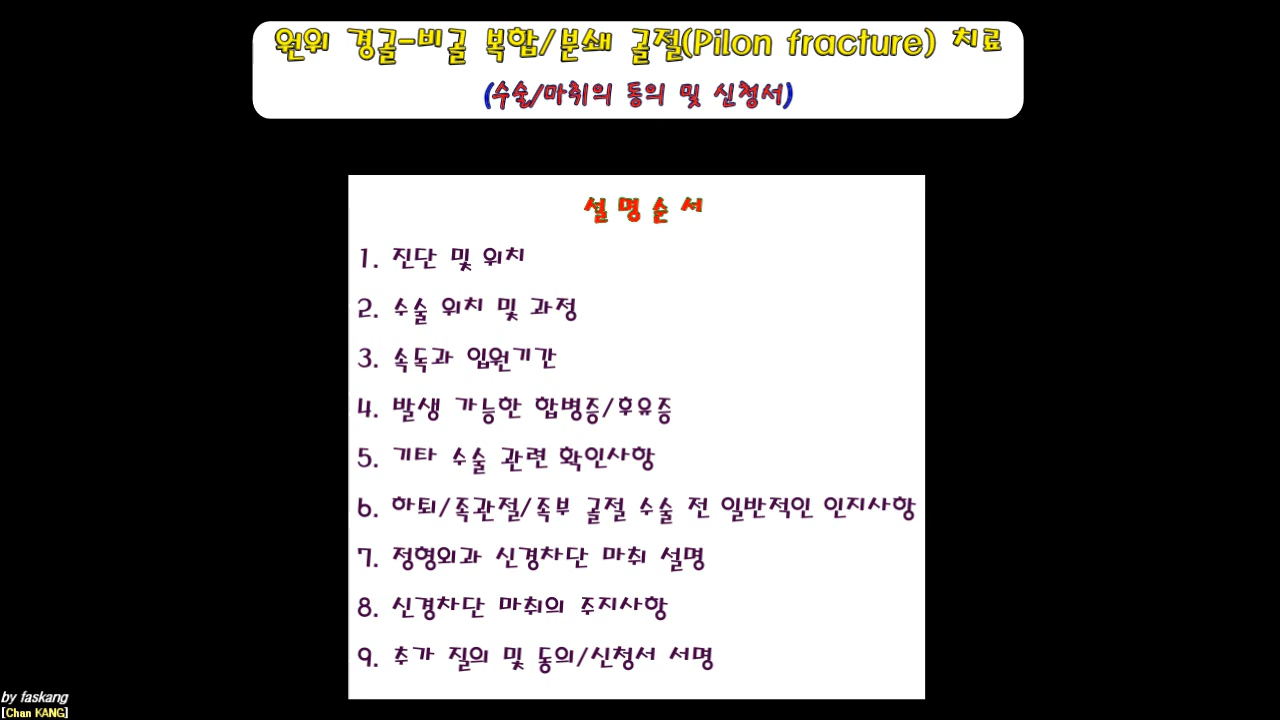 원위 경골-비골 복합/분쇄 골절(Pilon fracture) 치료
(수술/마취의 동의 및 신청서)
설명순서
1. 진단 및 위치
2. 수술 위치 및 과정
3. 속독과 입원기간
4. 발생 가능한 합병증/후유증
5. 기타 수술 관련 확인사항
6. 하퇴/족관절/족부 골절 수술 전 일반적인 인지사항
7. 정형외과 신경차단 마취 설명
8. 신경차단 마취의 주지사항
9. 추가 질의 및 동의/신청서 서명
by faskang
[Chan KANG]